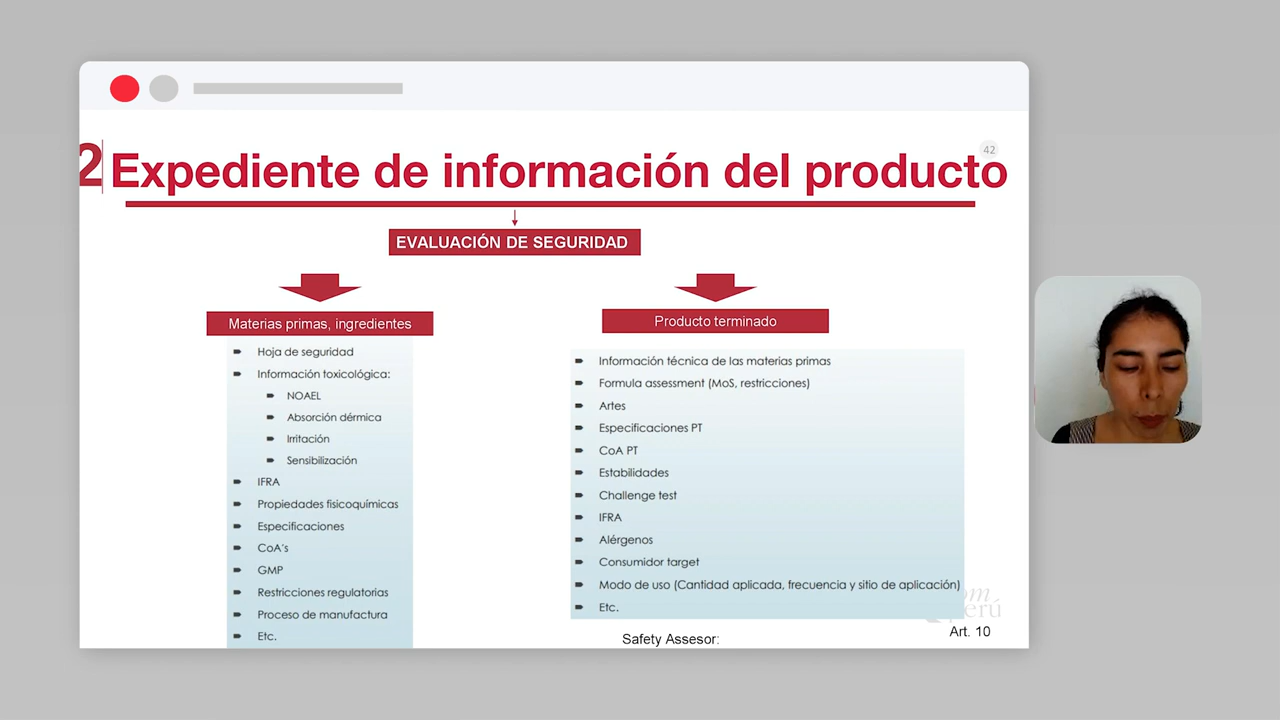 42
2 Expediente de información del producto
EVALUACIÓN DE SEGURIDAD
Materias primas, ingredientes
Hoja de seguridad
Información toxicológica:
NOAEL
Absorción dérmica
Irritación
Sensibilización
IFRA
Propiedades fisicoquímicas
Especificaciones
CoA's
GMP
Restricciones regulatorias
Proceso de manufactura
Etc.
Producto terminado
Información técnica de las materias primas
Formula assessment (MoS, restricciones)
Artes
Especificaciones PT
CoA PT
Estabilidades
Challenge test
IFRA
Alérgenos
Consumidor target
Modo de uso (Cantidad aplicada, frecuencia y sitio de aplicación)
Etc.
Safety Assesor:
Art. 10